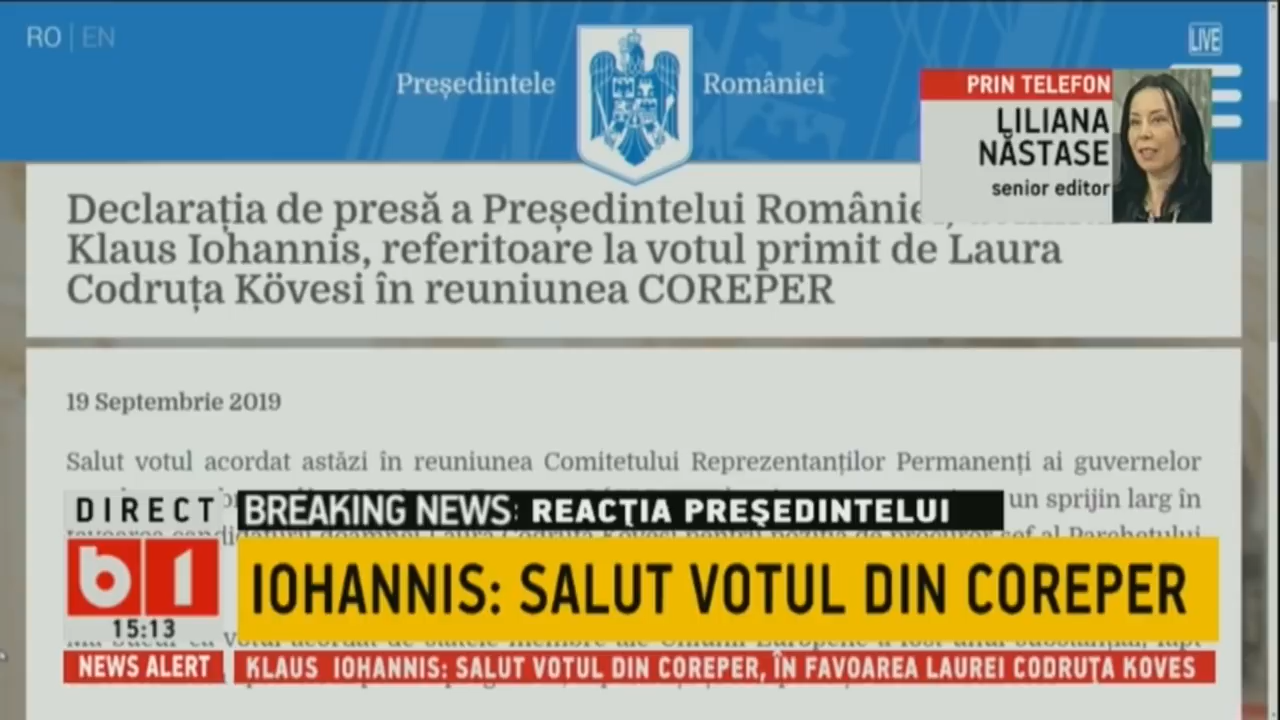 RO | EN
LIVE
Președintele României
PRIN TELEFON
LILIANA
NĂSTASE
senior editor
Declarația de presă a Președintelui României,
Klaus Iohannis, referitoare la votul primit de Laura
Codruța Kövesi în reuniunea COREPER
19 Septembrie 2019
Salut votul acordat astăzi în reuniunea Comitetului Reprezentanților Permanenți ai guvernelor
un sprijin larg în
DIRECT
BREAKING NEWS: REACŢIA PREŞEDINTELUI
b1
IOHANNIS: SALUT VOTUL DIN COREPER
15:13
NEWS ALERT
KLAUS IOHANNIS: SALUT VOTUL DIN COREPER, ÎN FAVOAREA LAUREI CODRUŢA KOVES